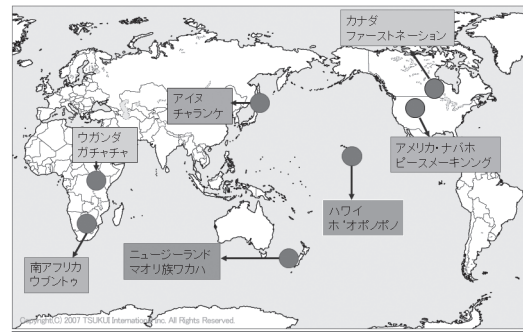 カナダ
ファーストネーション
アイヌ
チャランケ
ウガンダ
ガチャチャ
アメリカ・ナバホ
ピースメーキンング
ハワイ
ホ'オポノポノ
ニュージーランド
マオリ族ワカハ
南アフリカ
ウブントゥ
Copyright(C) 2007 TSUKUI International Inc. All Rights Reserved.